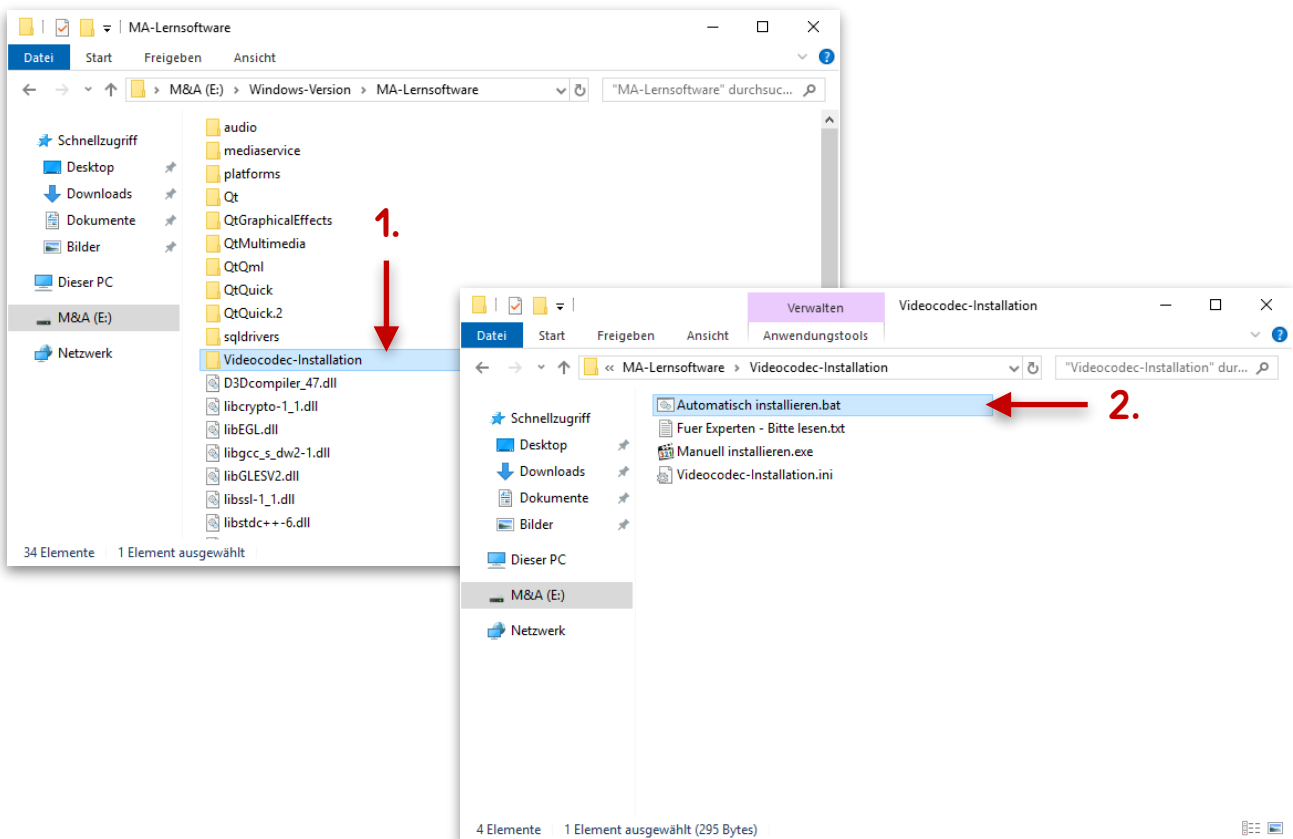 MA-Lernsoftware
Datei Start Freigeben Ansicht
M&A (E:) > Windows-Version > MA-Lernsoftware
"MA-Lernsoftware" durchsuc...
Schnellzugriff
Desktop
Downloads
Dokumente
Bilder
Dieser PC
M&A (E:)
Netzwerk
audio
mediaservice
platforms
Qt
QtGraphicalEffects
QtMultimedia
QtQml
QtQuick
QtQuick.2
sqldrivers
Videocodec-Installation
D3Dcompiler_47.dll
libcrypto-1_1.dll
libEGL.dll
libgcc_s_dw2-1.dll
libGLESV2.dll
libssl-1_1.dll
libstdc++-6.dll
34 Elemente 1 Element ausgewählt
1.
Verwalten Videocodec-Installation
Datei Start Freigeben Ansicht Anwendungstools
« MA-Lernsoftware > Videocodec-Installation
"Videocodec-Installation" dur...
Schnellzugriff
Desktop
Downloads
Dokumente
Bilder
Dieser PC
M&A (E:)
Netzwerk
Automatisch installieren.bat
Fuer Experten - Bitte lesen.txt
Manuell installieren.exe
Videocodec-Installation.ini
2.
4 Elemente 1 Element ausgewählt (295 Bytes)